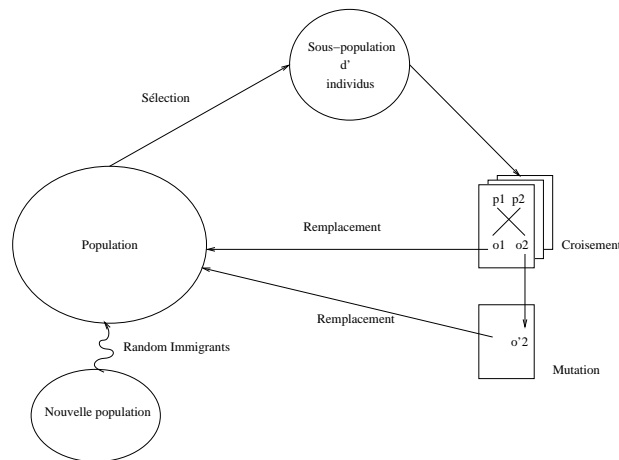 Sous-population
d'
individus
Sélection
p1 p2
Remplacement
Population
o1 o2
Croisement
Remplacement
Random Immigrants
o'2
Mutation
Nouvelle population